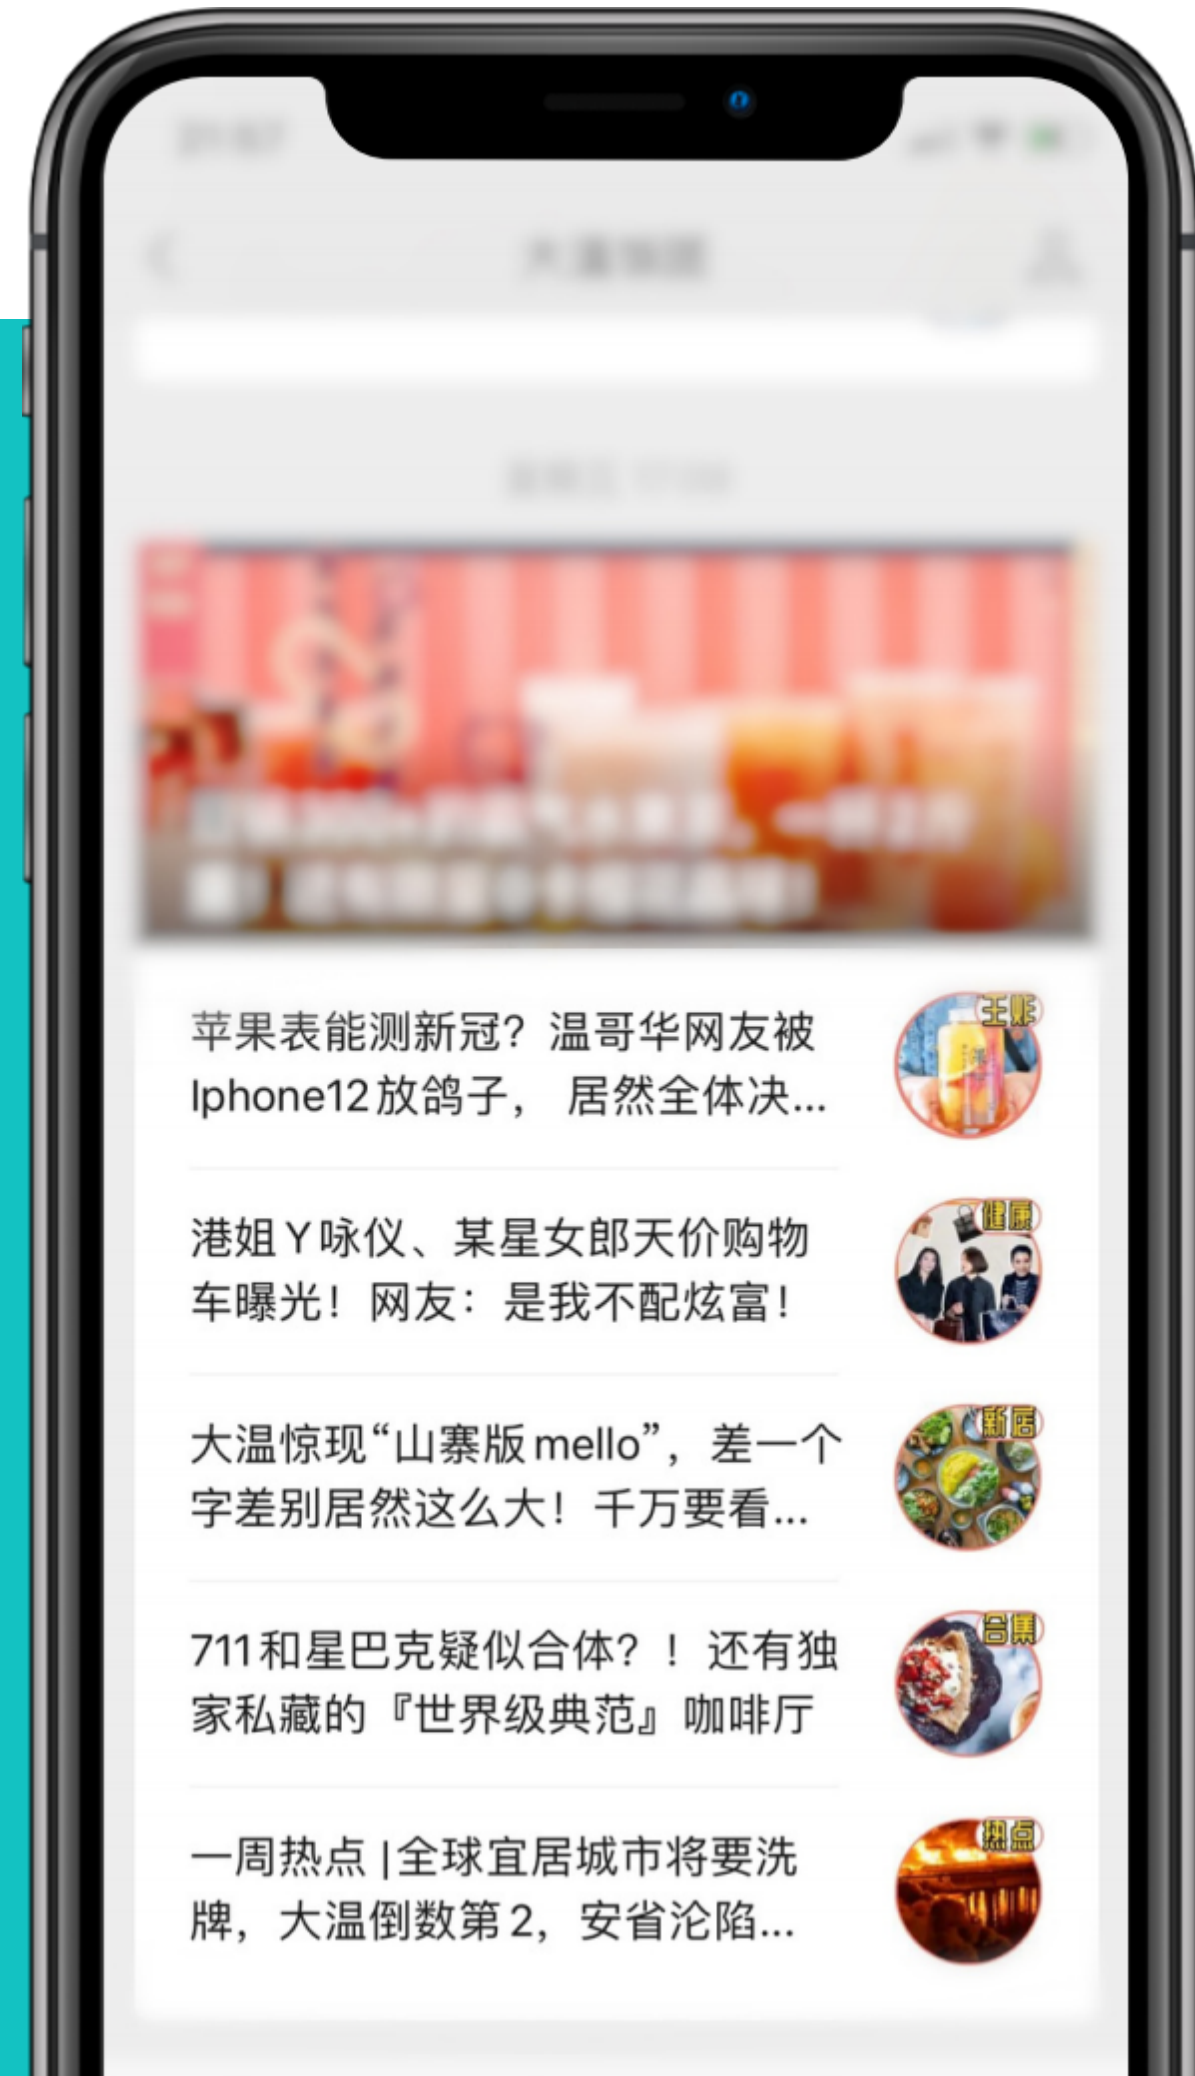 苹果表能测新冠？温哥华网友被
Iphone12放鸽子， 居然全体决...
王炸
港姐Y咏仪、某星女郎天价购物
车曝光！网友：是我不配炫富！
健康
大温惊现“山寨版mello”，差一个
字差别居然这么大！千万要看...
新店
711和星巴克疑似合体？！还有独
家私藏的『世界级典范』咖啡厅
合集
一周热点 |全球宜居城市将要洗
牌，大温倒数第2，安省沦陷...
热点